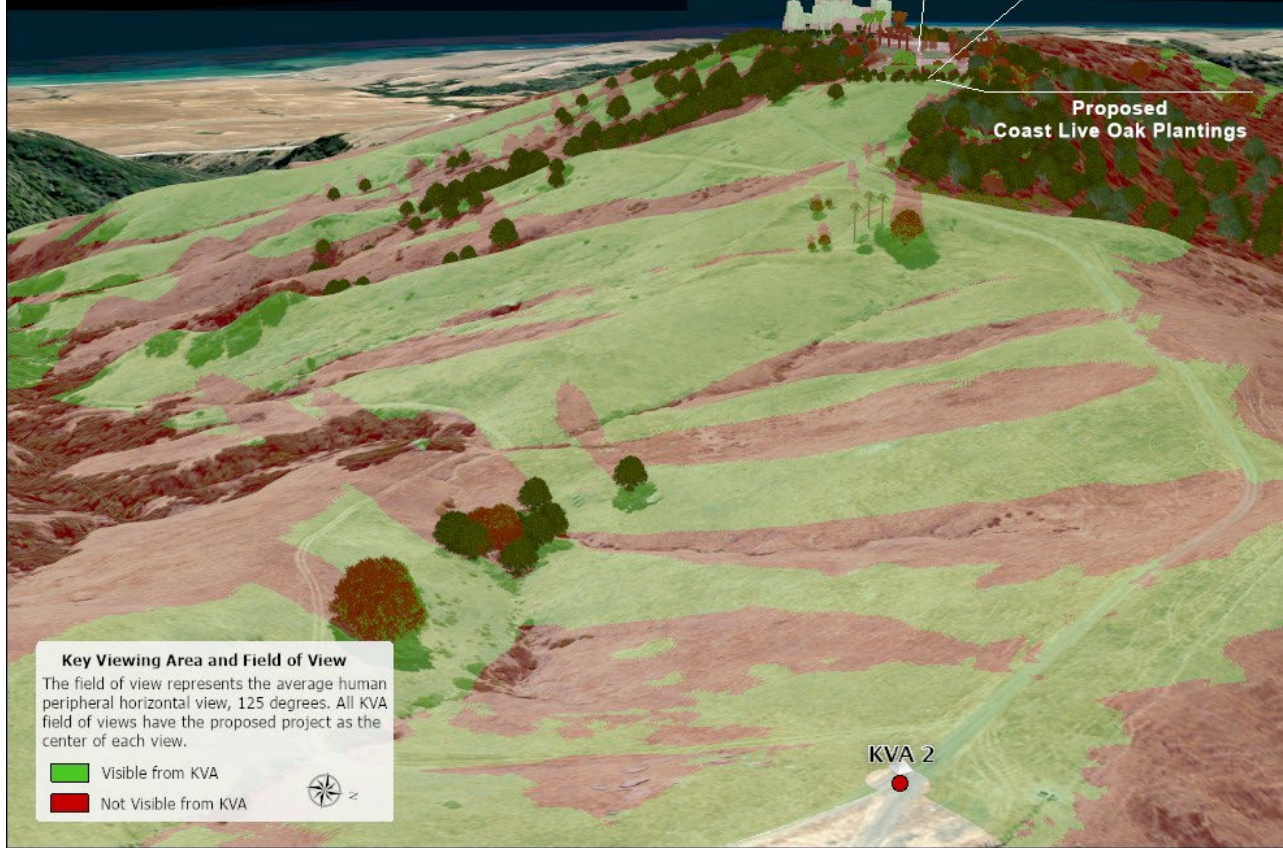 Proposed
Coast Live Oak Plantings
KVA 2
Key Viewing Area and Field of View
The field of view represents the average human
peripheral horizontal view, 125 degrees. All KVA
field of views have the proposed project as the
center of each view.
Visible from KVA
Not Visible from KVA
N